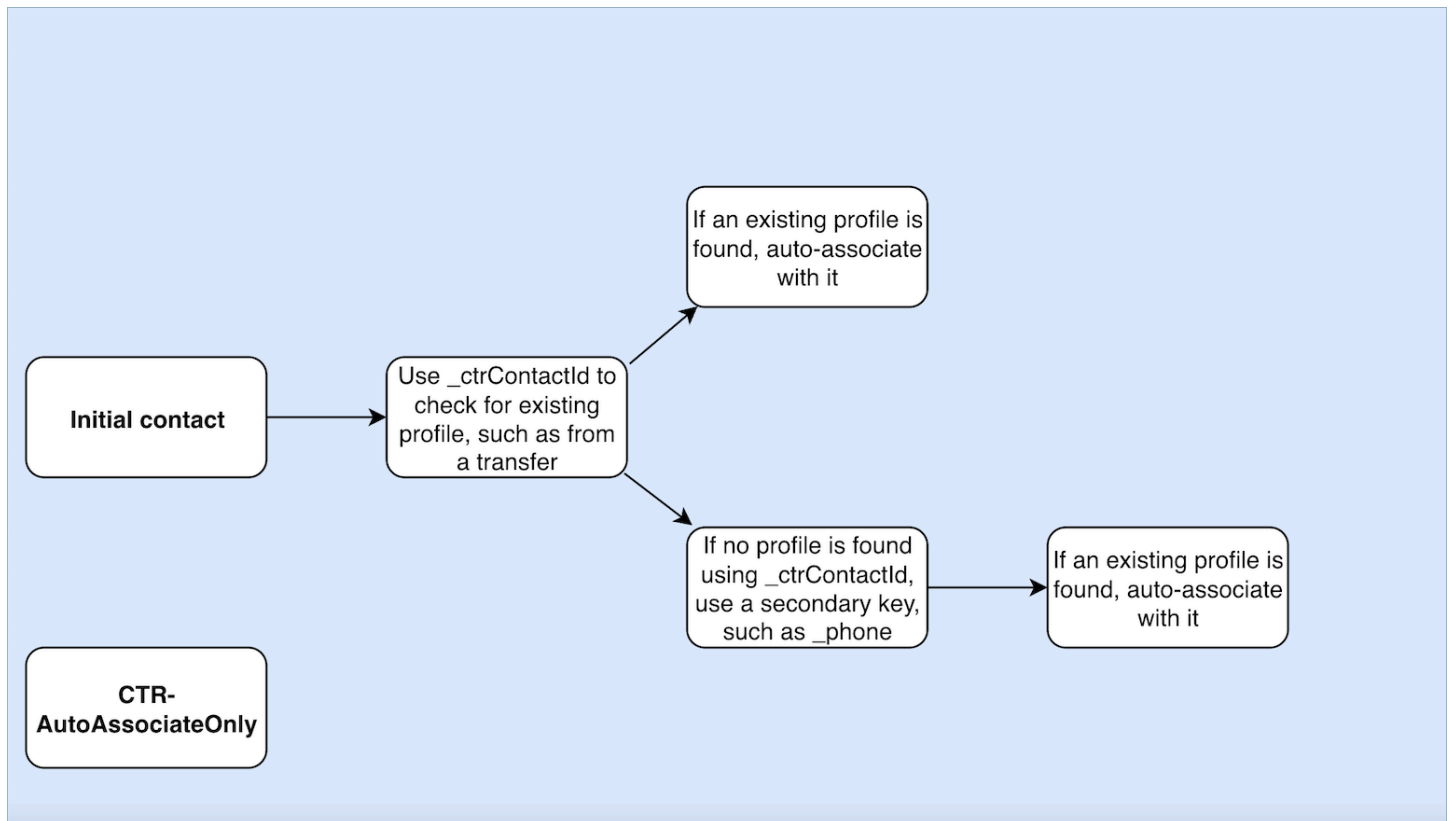 If an existing profile is
found, auto-associate
with it
Initial contact
Use _ctrContactId to
check for existing
profile, such as from
a transfer
If no profile is found
using _ctrContactId,
use a secondary key,
such as _phone
If an existing profile is
found, auto-associate
with it
CTR-
AutoAssociateOnly